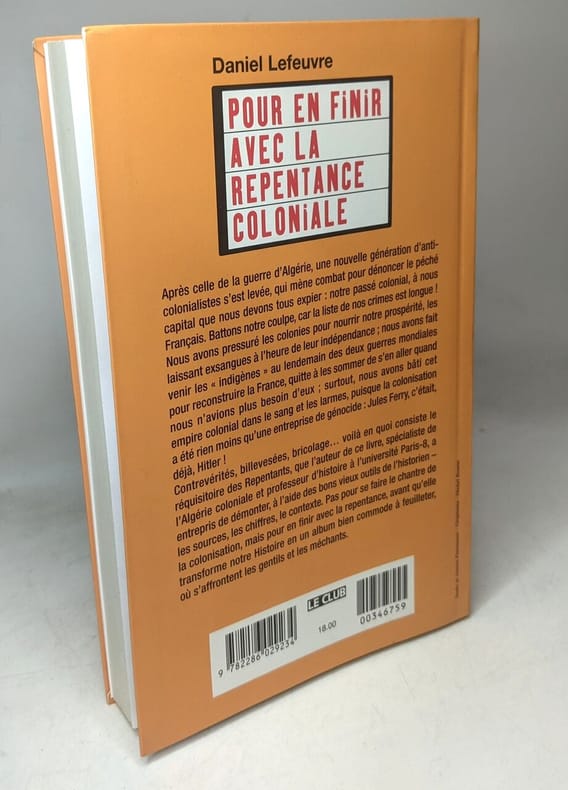 Daniel Lefeuvre
POUR EN FiNiR
AVEC LA
REPENTANCE
COLONiALE
Après celle de la guerre d'Algérie, une nouvelle génération d'anti-
colonialistes s'est levée, qui mène combat pour dénoncer le péché
capital que nous devons tous expier : notre passé colonial, à nous
Français. Battons notre coulpe, car la liste de nos crimes est longue !
Nous avons pressuré les colonies pour nourrir notre prospérité, les
laissant exsangues à l'heure de leur indépendance ; nous avons fait
venir les « indigènes » au lendemain des deux guerres mondiales
pour reconstruire la France, quitte à les sommer de s'en aller quand
nous n'avions plus besoin d'eux ; surtout, nous avons bâti cet
empire colonial dans le sang et les larmes, puisque la colonisation
a été rien moins qu'une entreprise de génocide : Jules Ferry, c'était,
déjà, Hitler !
Contrevérités, billevesées, bricolage… voilà en quoi consiste le
réquisitoire des Repentants, que l'auteur de ce livre, spécialiste de
l'Algérie coloniale et professeur d'histoire à l'université Paris-8, a
entrepris de démonter, à l'aide des bons vieux outils de l'historien –
les sources, les chiffres, le contexte. Pas pour se faire le chantre de
la colonisation, mais pour en finir avec la repentance, avant qu'elle
transforme notre Histoire en un album bien commode à feuilleter,
où s'affrontent les gentils et les méchants.
LE CLUB
18.00
9 782286 029234
00346759